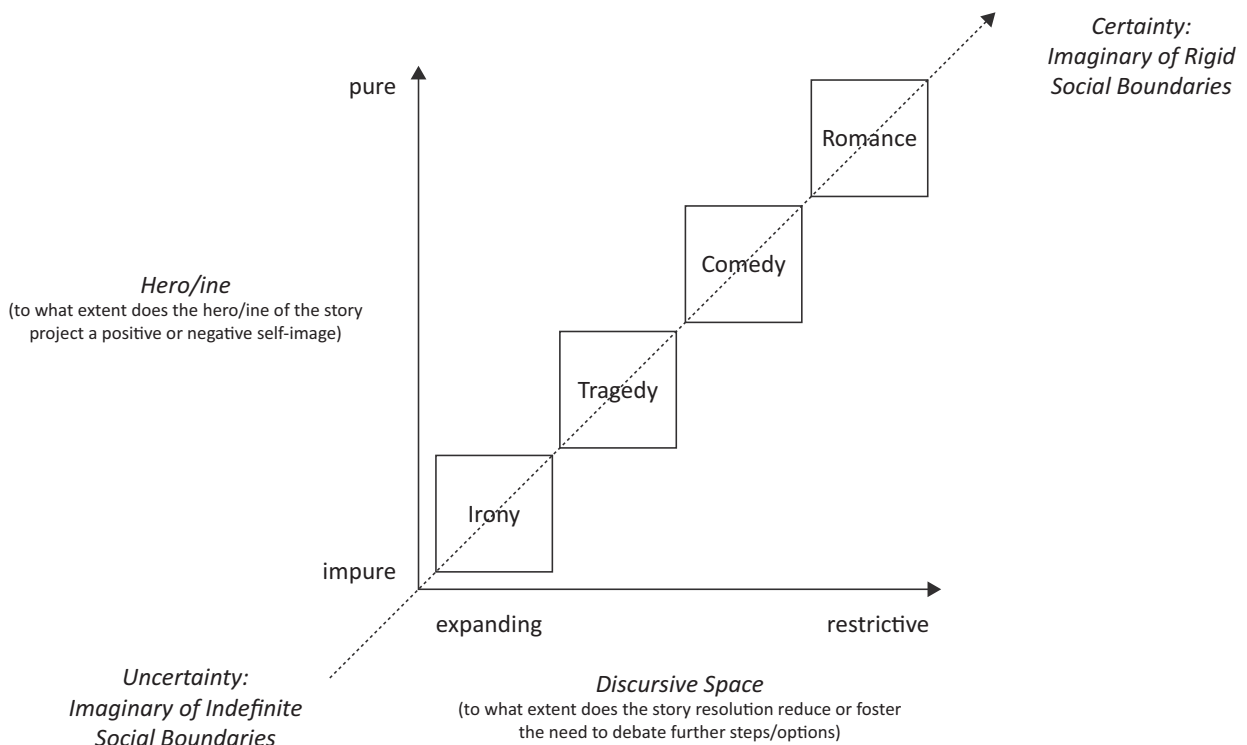 Certainty:
Imaginary of Rigid
Social Boundaries
pure
Romance
Comedy
Hero/ine
(to what extent does the hero/ine of the story
project a positive or negative self-image)
Tragedy
Irony
impure
expanding
restrictive
Uncertainty:
Imaginary of Indefinite
Social Boundaries
Discursive Space
(to what extent does the story resolution reduce or foster
the need to debate further steps/options)